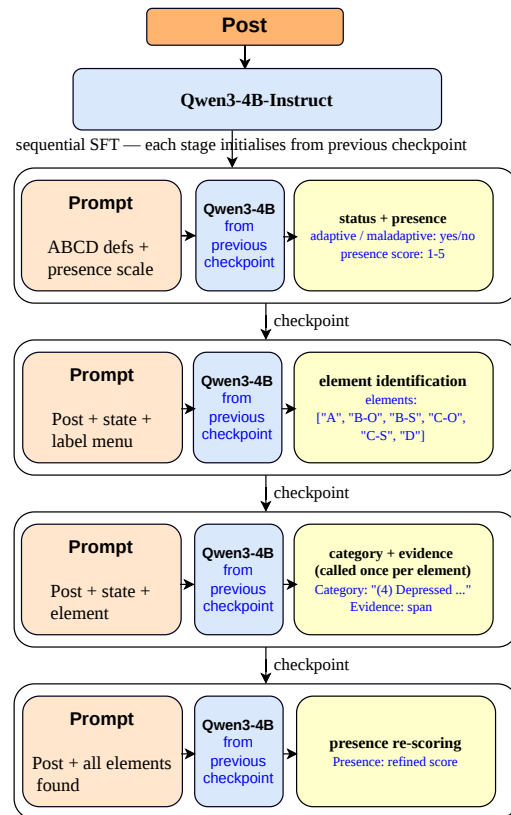 Post
Qwen3-4B-Instruct
sequential SFT — each stage initialises from previous checkpoint
Prompt
ABCD defs +
presence scale
Qwen3-4B
from
previous
checkpoint
status + presence
adaptive / maladaptive: yes/no
presence score: 1-5
checkpoint
Prompt
Post + state +
label menu
Qwen3-4B
from
previous
checkpoint
element identification
elements:
["A", "B-O", "B-S", "C-O",
"C-S", "D"]
checkpoint
Prompt
Post + state +
element
Qwen3-4B
from
previous
checkpoint
category + evidence
(called once per element)
Category: "(4) Depressed ..."
Evidence: span
checkpoint
Prompt
Post + all elements
found
Qwen3-4B
from
previous
checkpoint
presence re-scoring
Presence: refined score